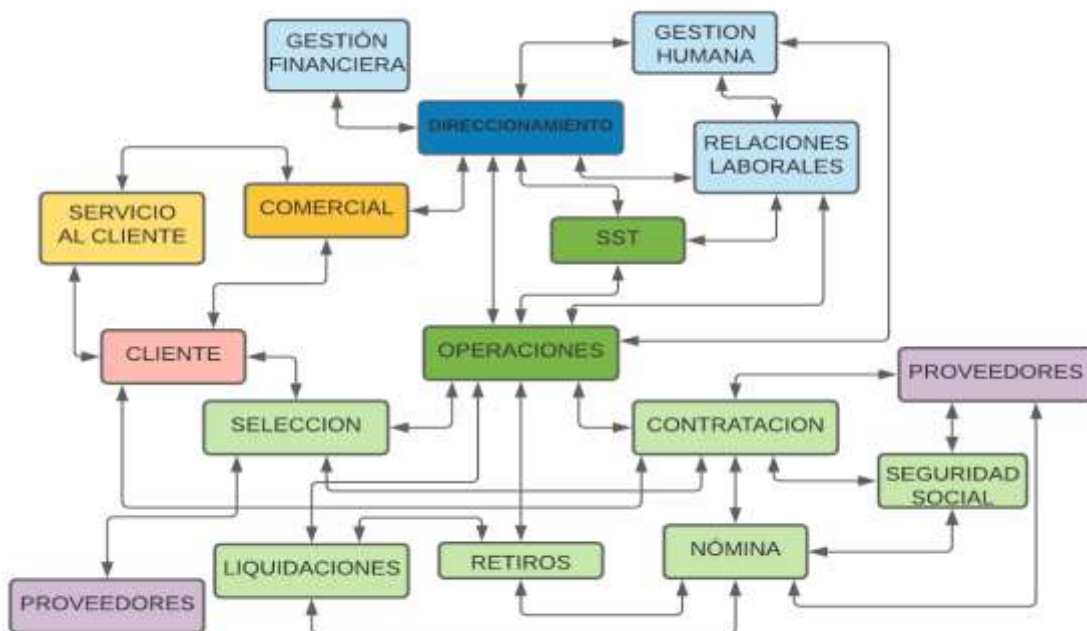 GESTIÓN
FINANCIERA
GESTION
HUMANA
DIRECCIONAMIENTO
RELACIONES
LABORALES
SERVICIO
AL CLIENTE
COMERCIAL
SST
CLIENTE
OPERACIONES
PROVEEDORES
SELECCION
CONTRATACION
SEGURIDAD
SOCIAL
LIQUIDACIONES
RETIROS
NÓMINA
PROVEEDORES